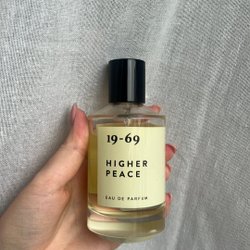 19-69
HIGHER
PEACE
EAU DE PARFUM